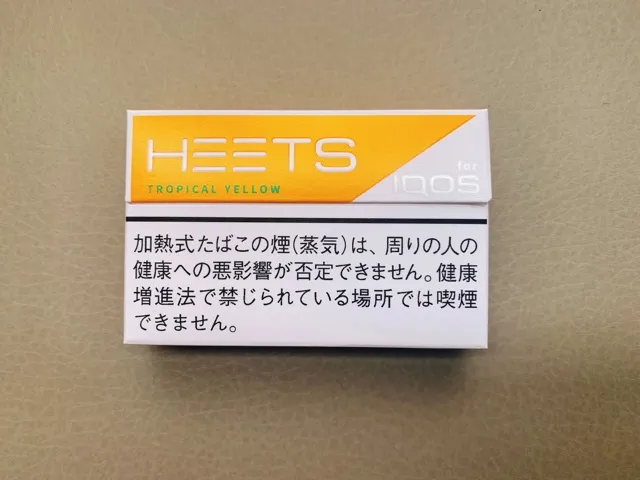 HEETS
TROPICAL YELLOW
for
IQOS
加熱式たばこの煙(蒸気)は、周りの人の
健康への悪影響が否定できません。健康
増進法で禁じられている場所では喫煙
できません。